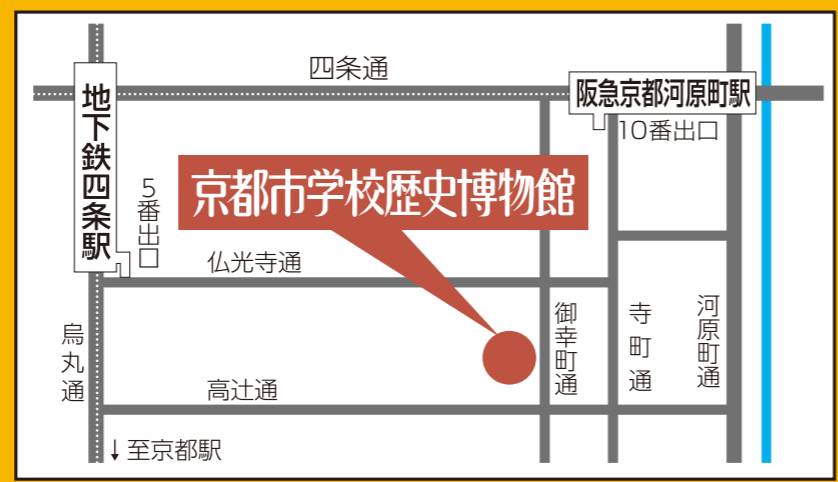 四条通
阪急京都河原町駅
10番出口
地下鉄四条駅
5番出口
京都市学校歴史博物館
仏光寺通
御幸町通
寺町通
河原町通
烏丸通
高辻通
↓至京都駅